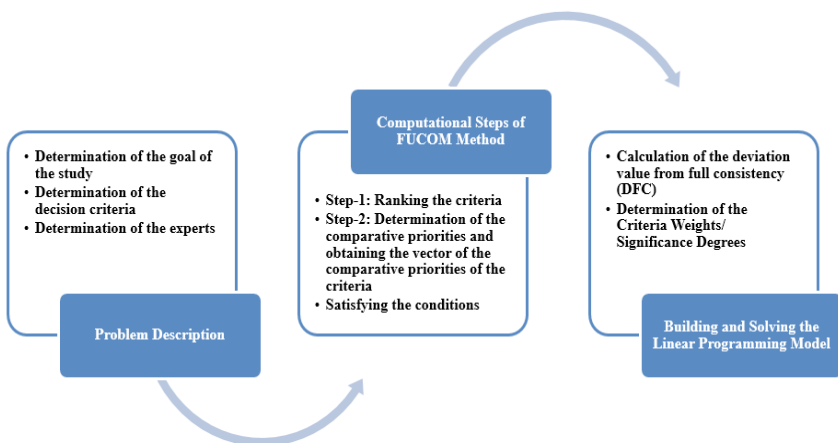 • Determination of the goal of
the study
• Determination of the
decision criteria
• Determination of the experts
Problem Description
Computational Steps of
FUCOM Method
• Step-1: Ranking the criteria
• Step-2: Determination of the
comparative priorities and
obtaining the vector of the
comparative priorities of the
criteria
• Satisfying the conditions
• Calculation of the deviation
value from full consistency
(DFC)
• Determination of the
Criteria Weights/
Significance Degrees
Building and Solving the
Linear Programming Model